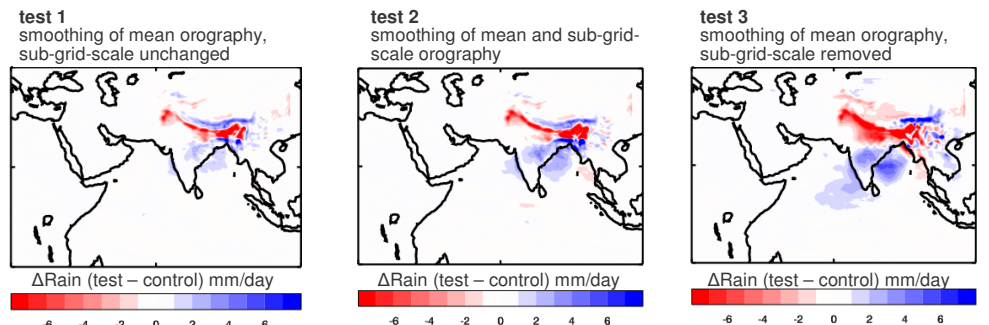 test 1
smoothing of mean orography,
sub-grid-scale unchanged
ΔRain (test – control) mm/day
-6 -4 -2 0 2 4 6
test 2
smoothing of mean and sub-grid-
scale orography
ΔRain (test – control) mm/day
-6 -4 -2 0 2 4 6
test 3
smoothing of mean orography,
sub-grid-scale removed
ΔRain (test – control) mm/day
-6 -4 -2 0 2 4 6